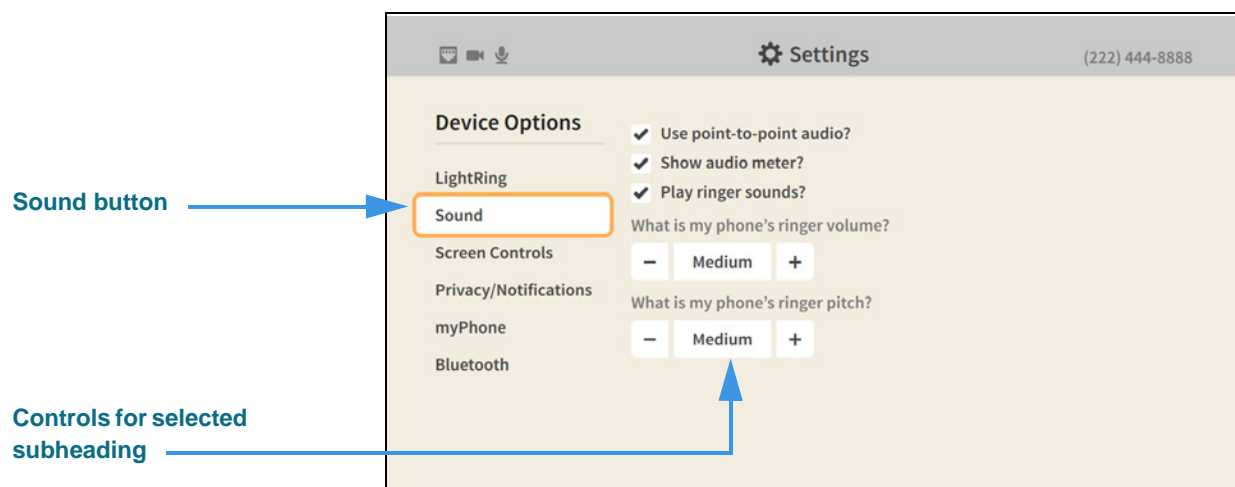 Settings
(222) 444-8888
Device Options
LightRing
Sound
Screen Controls
Privacy/Notifications
myPhone
Bluetooth
Use point-to-point audio?
Show audio meter?
Play ringer sounds?
What is my phone's ringer volume?
− Medium +
What is my phone's ringer pitch?
− Medium +
Sound button
Controls for selected
subheading